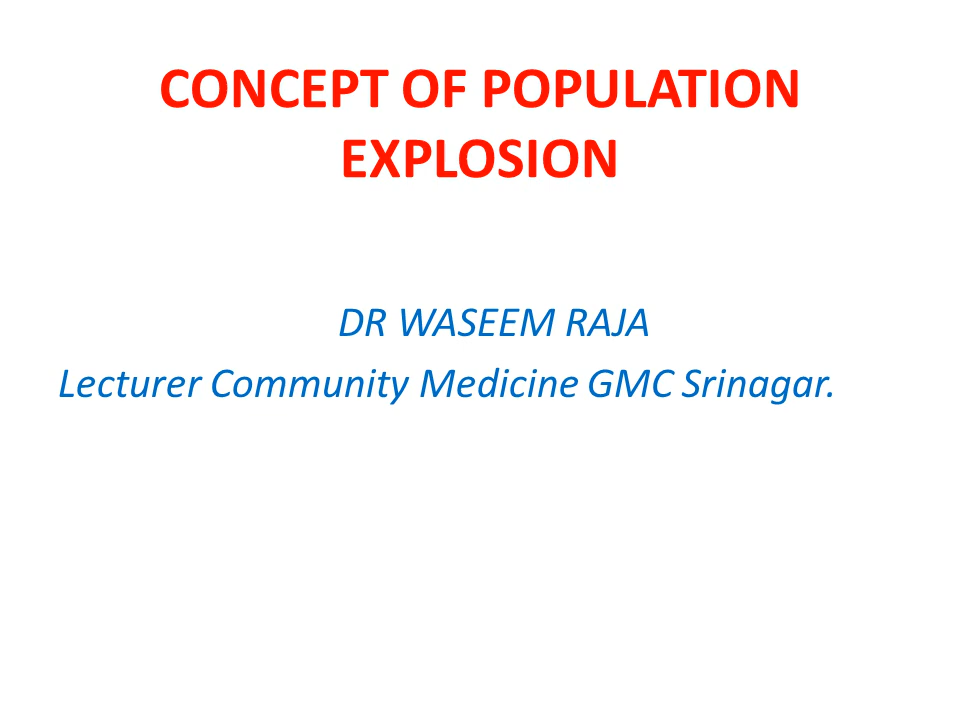 CONCEPT OF POPULATION
EXPLOSION
DR WASEEM RAJA
Lecturer Community Medicine GMC Srinagar.